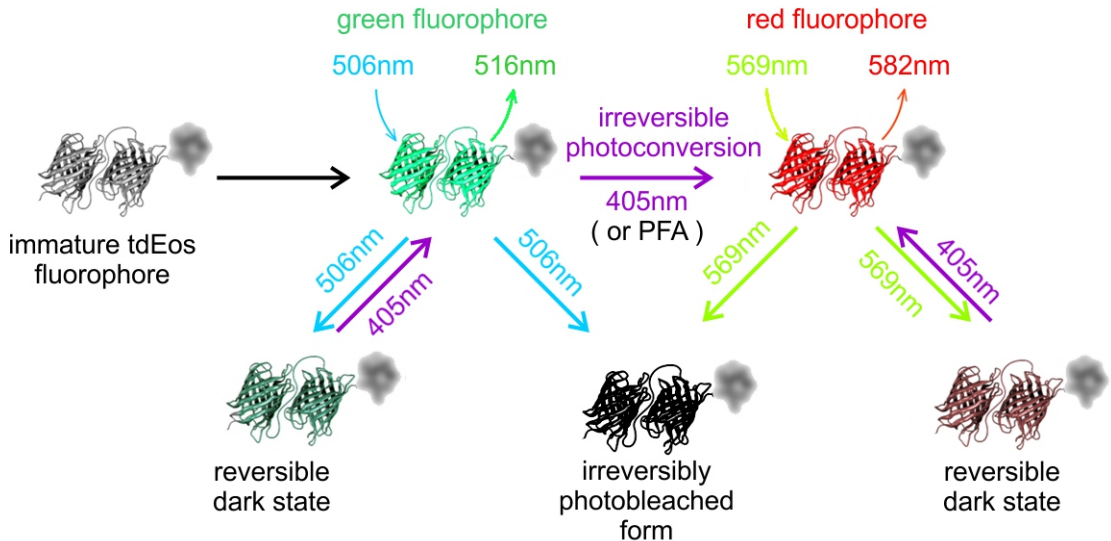 green fluorophore
red fluorophore
506nm
516nm
569nm
582nm
irreversible
photoconversion
405nm
( or PFA )
immature tdEos
fluorophore
506nm
405nm
506nm
569nm
569nm
405nm
reversible
dark state
irreversibly
photobleached
form
reversible
dark state